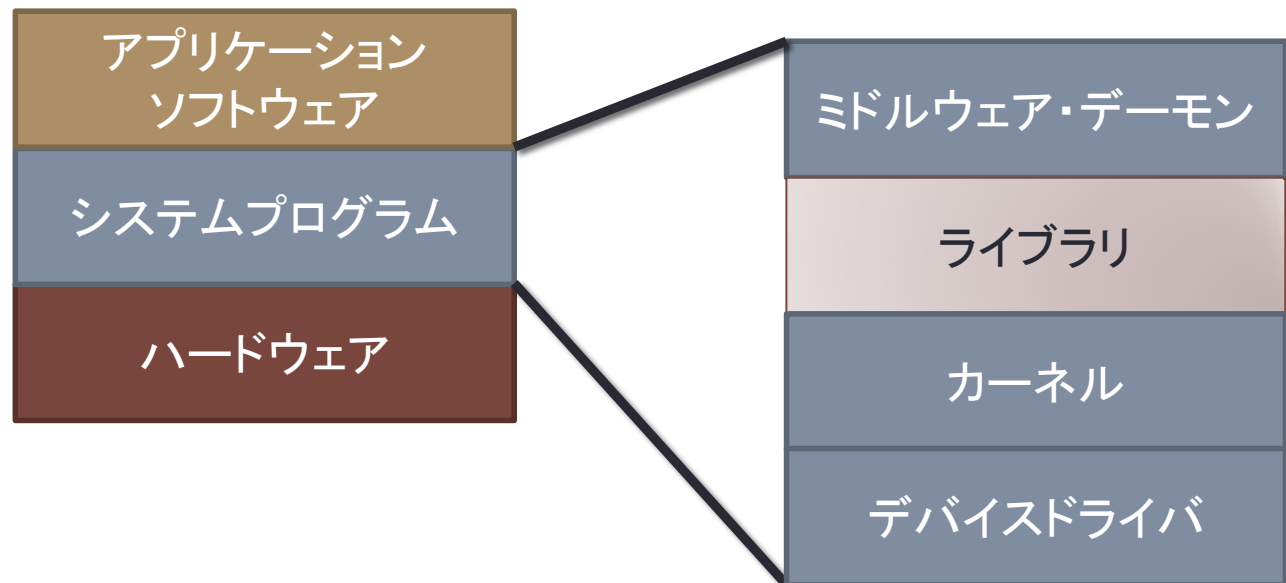 アプリケーション
ソフトウェア
システムプログラム
ハードウェア
ミドルウェア・デーモン
ライブラリ
カーネル
デバイスドライバ